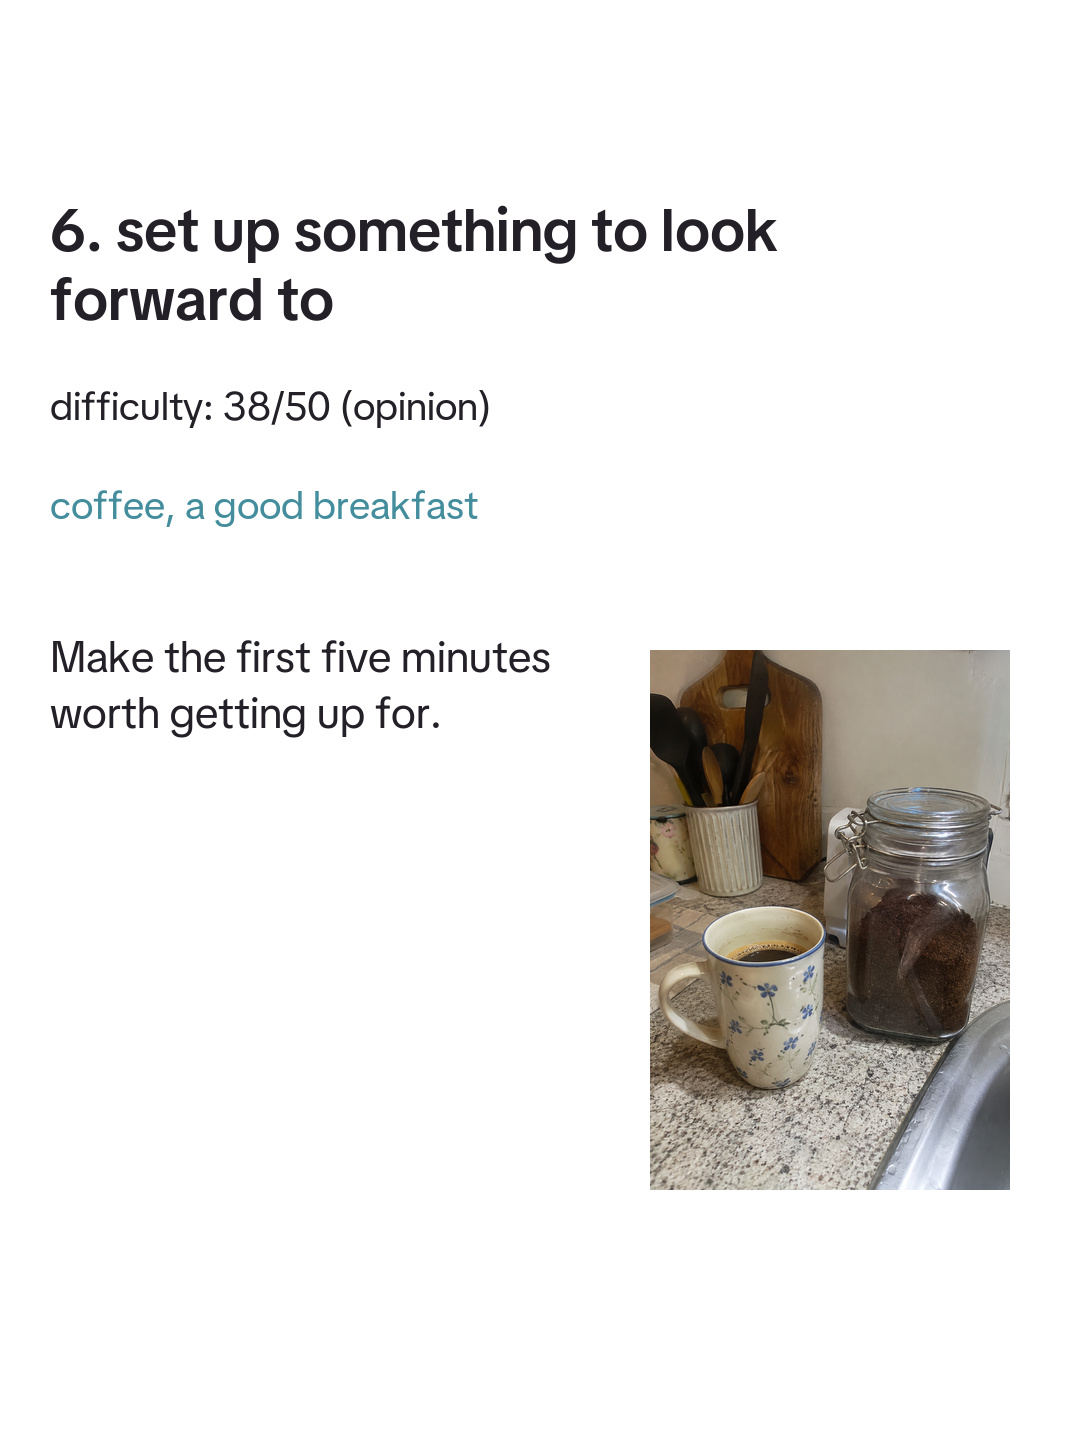 6. set up something to look
forward to
difficulty: 38/50 (opinion)
coffee, a good breakfast
Make the first five minutes
worth getting up for.